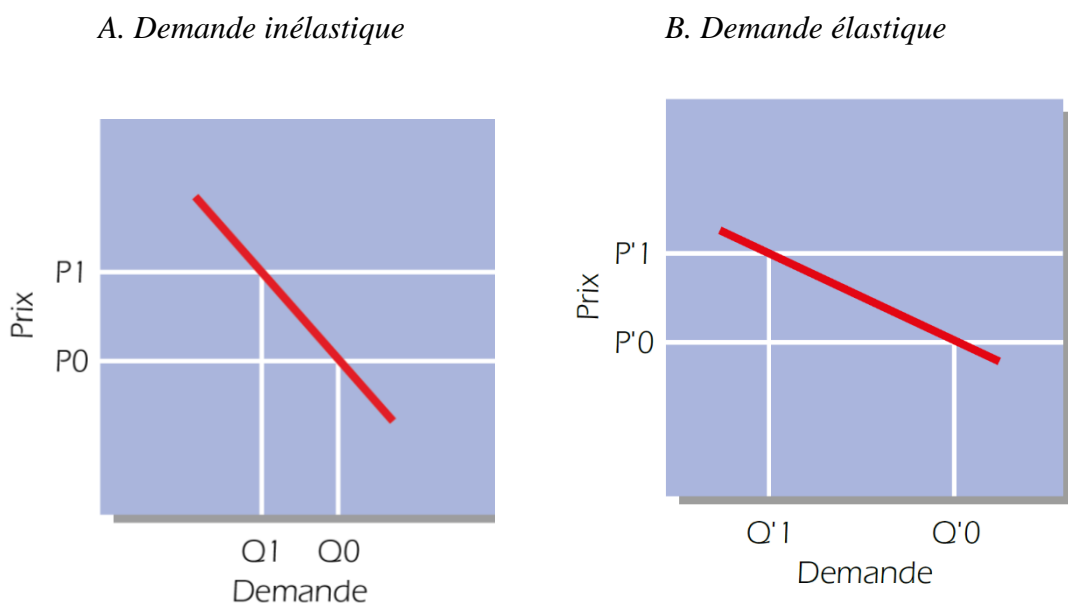 A. Demande inélastique
P1
P0
Prix
Q1 Q0
Demande
B. Demande élastique
P'1
P'0
Prix
Q'1 Q'0
Demande